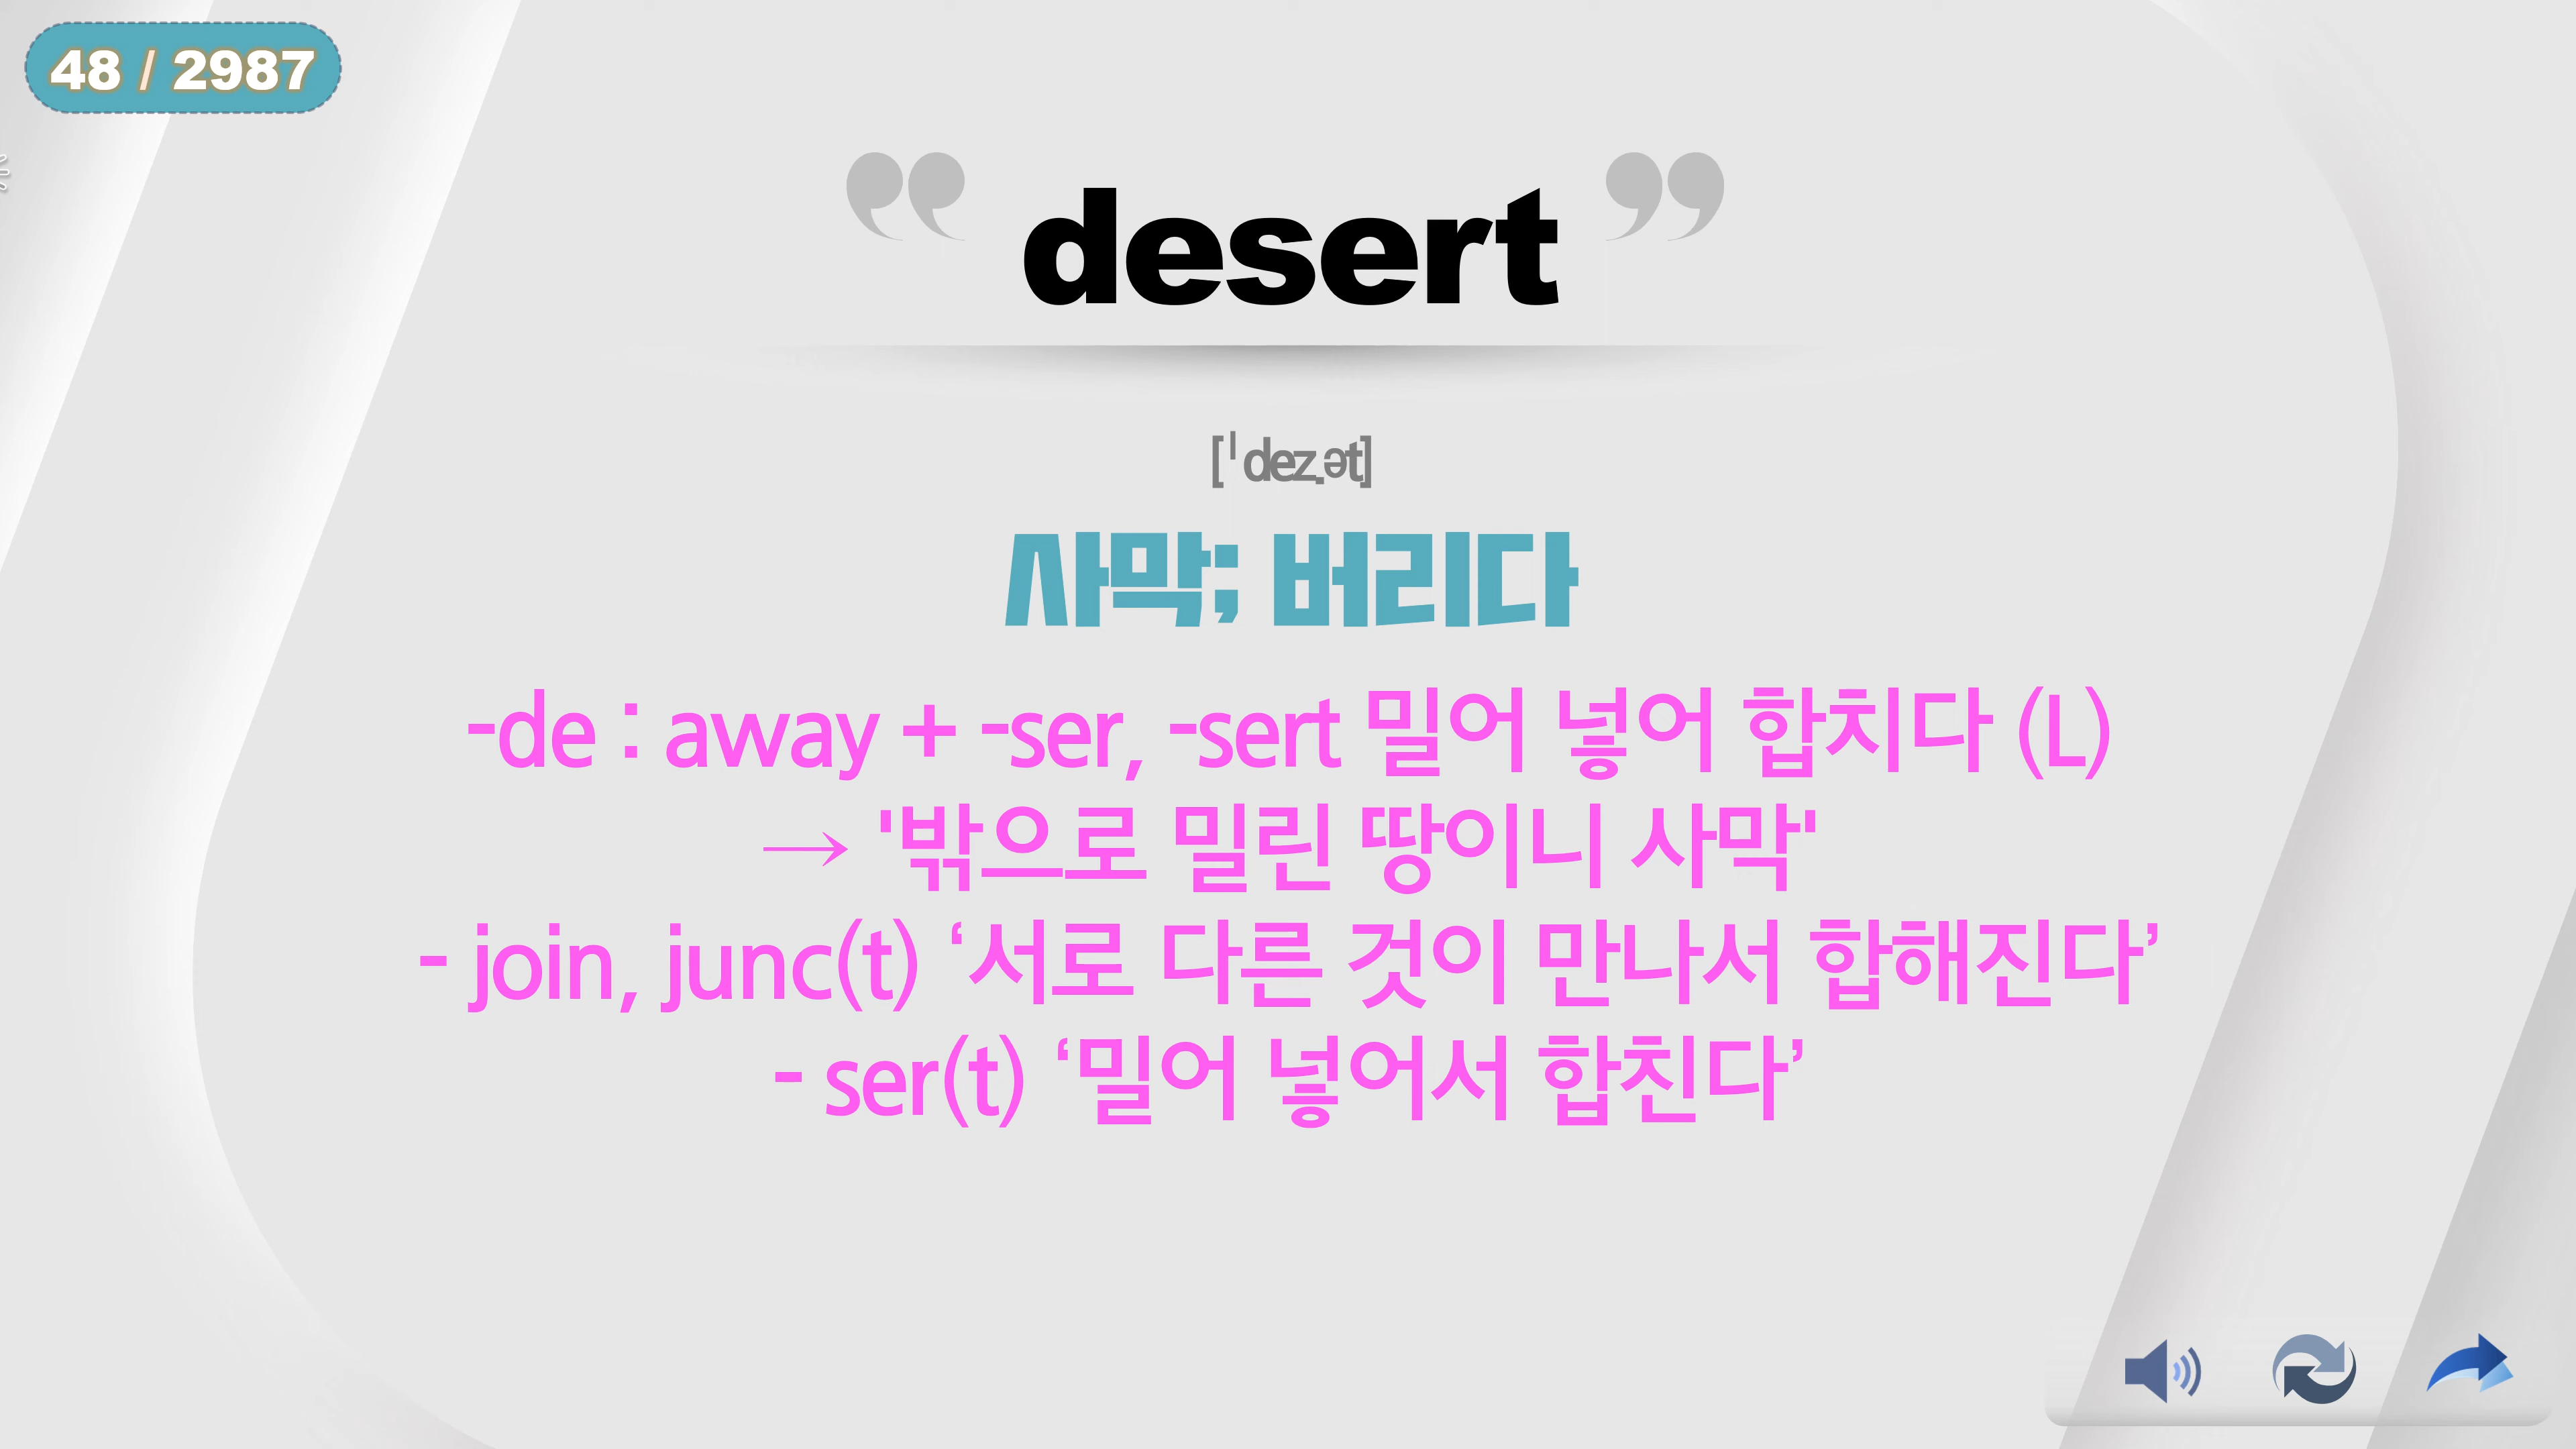 48 / 2987
“ desert ”
[ˈdez.ət]
사막; 버리다
-de : away + -ser, -sert 밀어 넣어 합치다 (L)
→ '밖으로 밀린 땅이니 사막'
- join, junc(t) ‘서로 다른 것이 만나서 합해진다’
- ser(t) ‘밀어 넣어서 합친다’